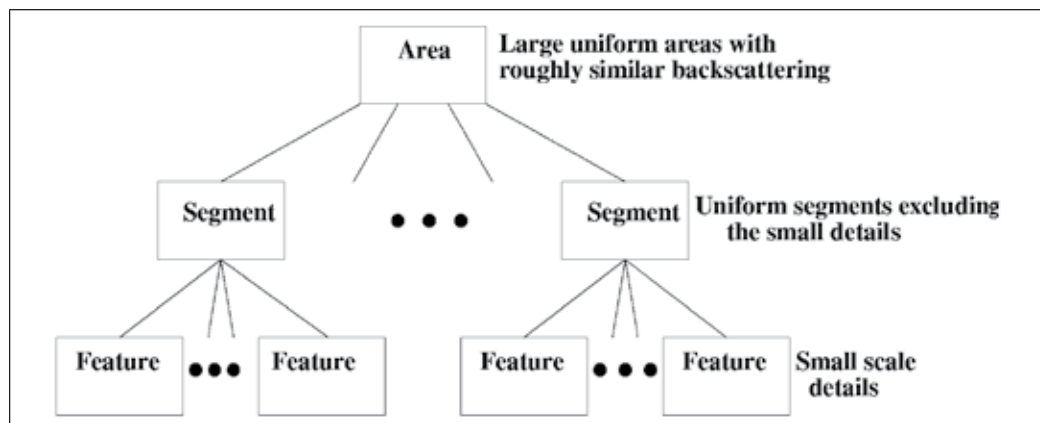 Area
Large uniform areas with
roughly similar backscattering
Segment
Segment
Uniform segments excluding
the small details
Feature
Feature
Feature
Feature
Small scale
details